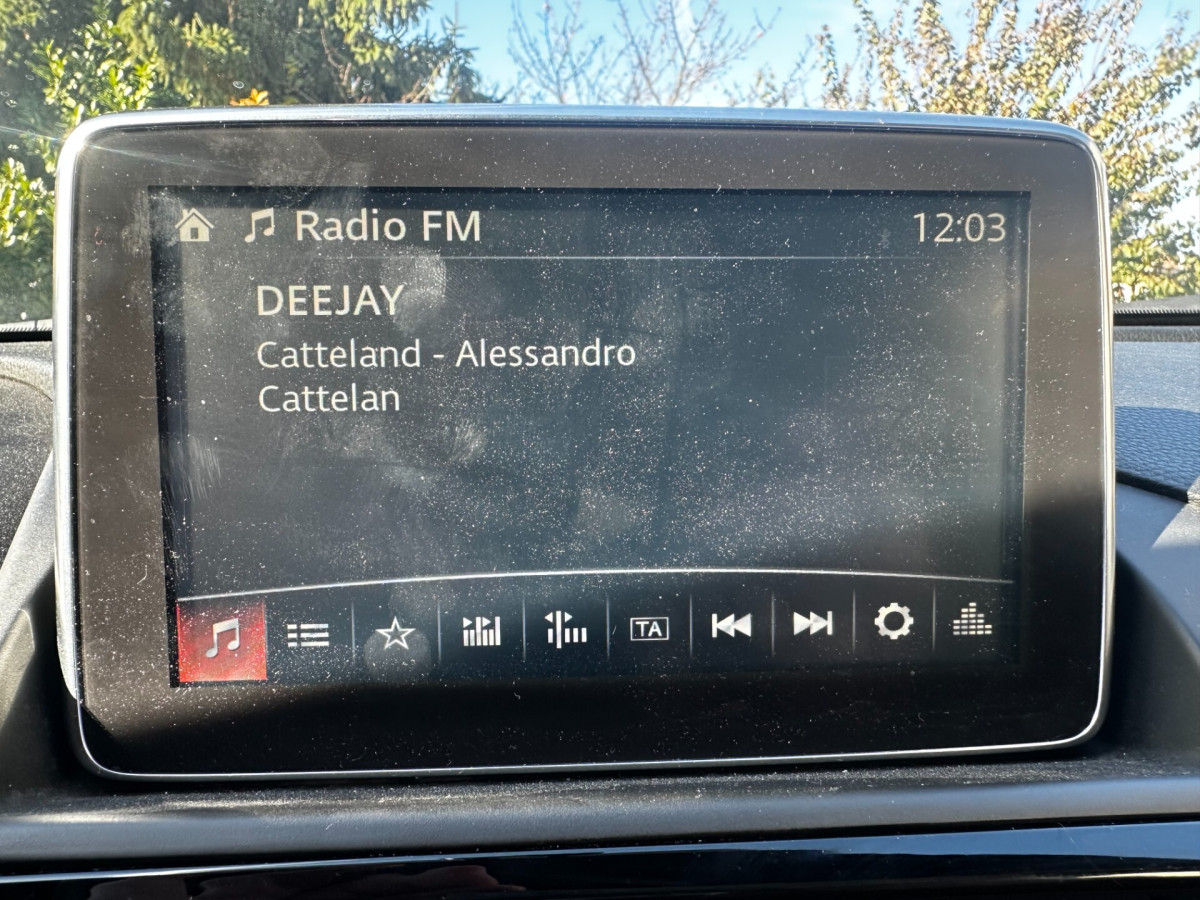 Radio FM 12:03
DEEJAY
Catteland - Alessandro
Cattelan
TA